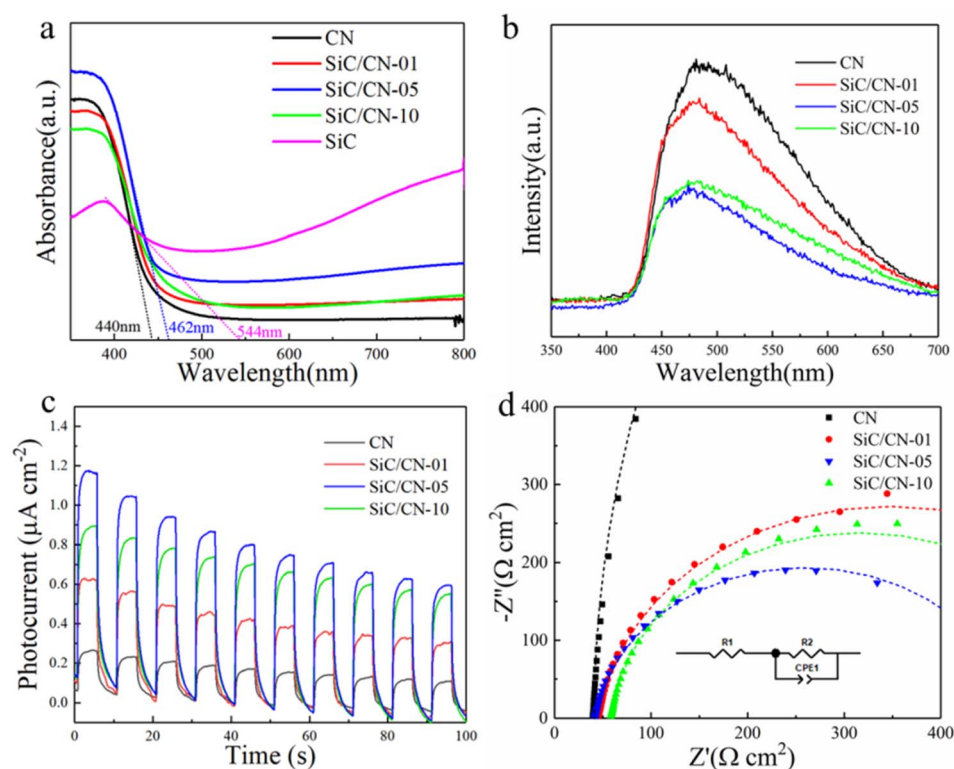 a
CN
SiC/CN-01
SiC/CN-05
SiC/CN-10
SiC
Absorbance(a.u.)
440nm
462nm
544nm
400 500 600 700 800
Wavelength(nm)
b
CN
SiC/CN-01
SiC/CN-05
SiC/CN-10
Intensity(a.u.)
350 400 450 500 550 600 650 700
Wavelength(nm)
c
CN
SiC/CN-01
SiC/CN-05
SiC/CN-10
Photocurrent (μA cm⁻²)
1.4
1.2
1.0
0.8
0.6
0.4
0.2
0.0
0 20 40 60 80 100
Time (s)
d
CN
SiC/CN-01
SiC/CN-05
SiC/CN-10
-Z"(Ω cm²)
400
300
200
100
0
R1
R2
CPE1
0 100 200 300 400
Z'(Ω cm²)